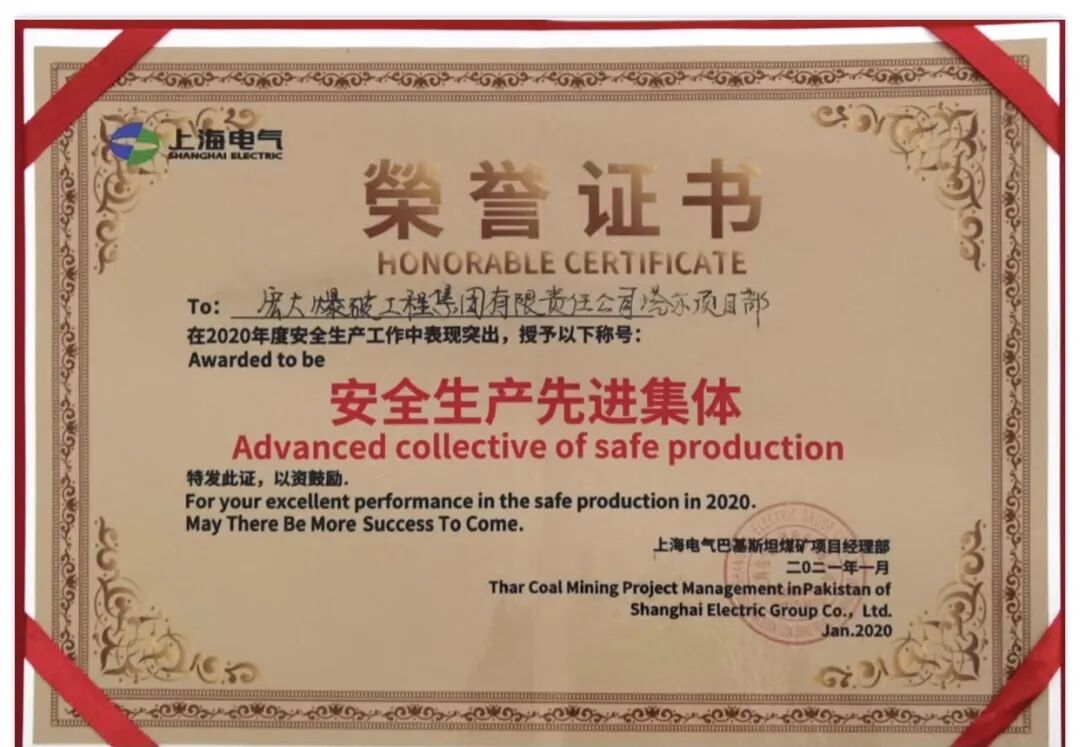 上海电气
SHANGHAI ELECTRIC
榮誉证书
HONORABLE CERTIFICATE
To: 宏大爆破工程集团有限责任公司塔尔项目部
在2020年度安全生产工作中表现突出，授予以下称号：
Awarded to be
安全生产先进集体
Advanced collective of safe production
特发此证，以资鼓励.
For your excellent performance in the safe production in 2020.
May There Be More Success To Come.
上海电气巴基斯坦煤矿项目经理部
二〇二一年一月
Thar Coal Mining Project Management inPakistan of
Shanghai Electric Group Co., Ltd.
Jan.2020